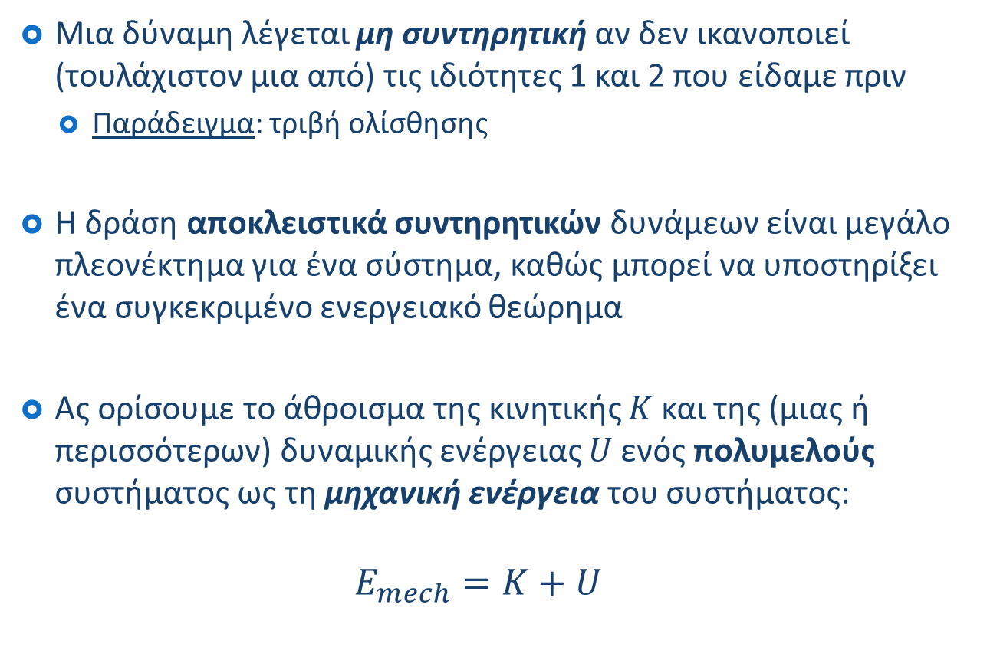 Μια δύναμη λέγεται μη συντηρητική αν δεν ικανοποιεί
(τουλάχιστον μια από) τις ιδιότητες 1 και 2 που είδαμε πριν
Παράδειγμα: τριβή ολίσθησης
Η δράση αποκλειστικά συντηρητικών δυνάμεων είναι μεγάλο
πλεονέκτημα για ένα σύστημα, καθώς μπορεί να υποστηρίξει
ένα συγκεκριμένο ενεργειακό θεώρημα
Ας ορίσουμε το άθροισμα της κινητικής K και της (μιας ή
περισσότερων) δυναμικής ενέργειας U ενός πολυμελούς
συστήματος ως τη μηχανική ενέργεια του συστήματος:
E_{mech} = K + U